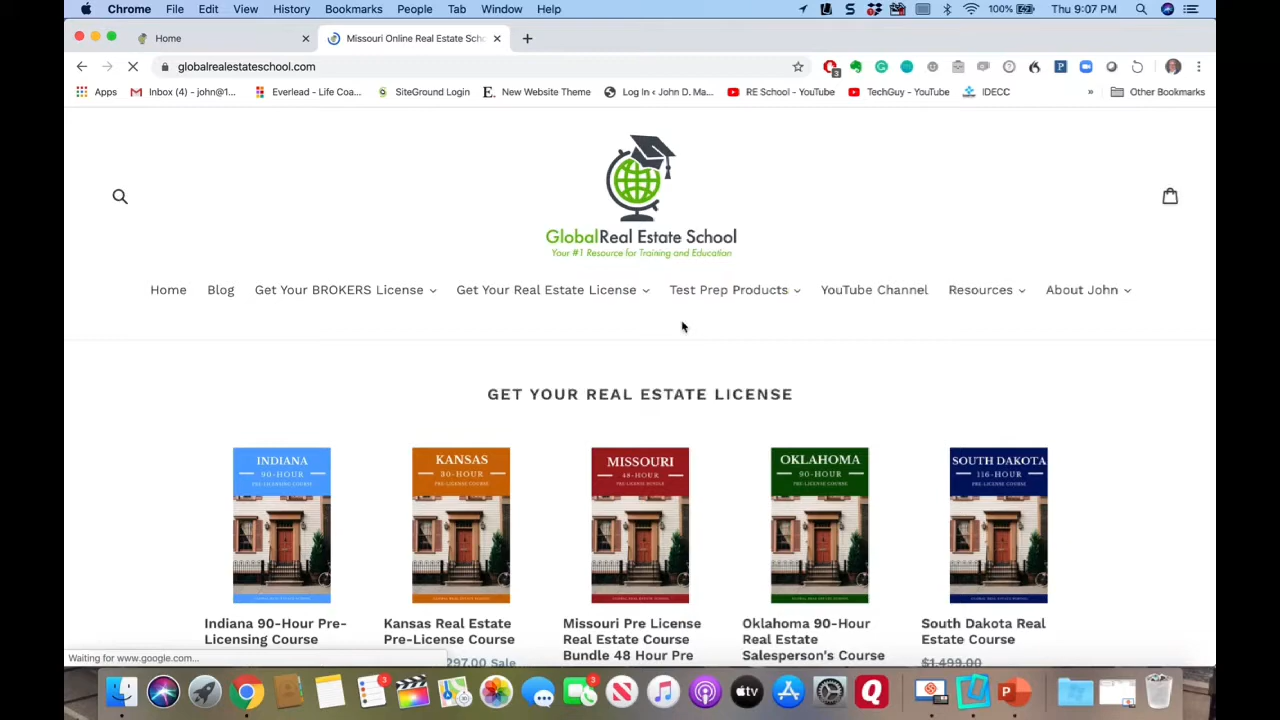 Chrome File Edit View History Bookmarks People Tab Window Help 100% Thu 9:07 PM
Home Missouri Online Real Estate Sch
globalrealestateschool.com
3
Apps Inbox (4) - john@1... Everlead - Life Coa... SiteGround Login New Website Theme Log In ‹ John D. Ma... RE School - YouTube TechGuy - YouTube IDECC » Other Bookmarks
GlobalReal Estate School
Your #1 Resource for Training and Education
Home Blog Get Your BROKERS License Get Your Real Estate License Test Prep Products YouTube Channel Resources About John
GET YOUR REAL ESTATE LICENSE
INDIANA KANSAS MISSOURI OKLAHOMA SOUTH DAKOTA
90-HOUR 30-HOUR 48-HOUR 90-HOUR 116-HOUR
PRE-LICENSING COURSE PRE-LICENSE COURSE PRE-LICENSE BUNDLE PRE-LICENSE COURSE PRE-LICENSE COURSE
Indiana 90-Hour Pre- Kansas Real Estate Missouri Pre License Oklahoma 90-Hour South Dakota Real
Licensing Course Pre-License Course Real Estate Course Real Estate Estate Course
Bundle 48 Hour Pre Salesperson's Course
297.00 Sale $1,499.00
Waiting for www.google.com...
3 3
tv P Q